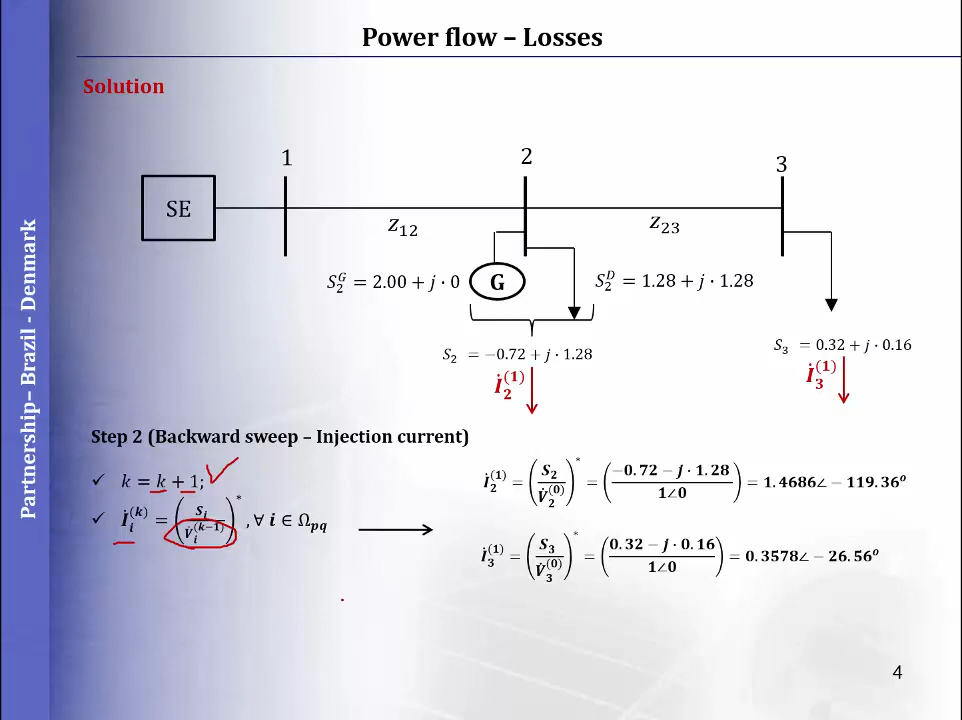 Power flow – Losses
Solution
Partnership– Brazil - Denmark
1
2
3
SE
z₁₂
z₂₃
S₂ᴳ = 2.00 + j · 0
G
S₂ᴰ = 1.28 + j · 1.28
S₂ = −0.72 + j · 1.28
S₃ = 0.32 + j · 0.16
İ₂⁽¹⁾
İ₃⁽¹⁾
Step 2 (Backward sweep – Injection current)
✓ k = k + 1;
✓ İᵢ⁽ᵏ⁾ = (Sᵢ / V̇ᵢ⁽ᵏ⁻¹⁾)*, ∀ i ∈ Ω_pq
İ₂⁽¹⁾ = (S₂ / V̇₂⁽⁰⁾)* = (−0.72 − j · 1.28 / 1∠0) = 1.4686∠ − 119.36ᵒ
İ₃⁽¹⁾ = (S₃ / V̇₃⁽⁰⁾)* = (0.32 − j · 0.16 / 1∠0) = 0.3578∠ − 26.56ᵒ
4